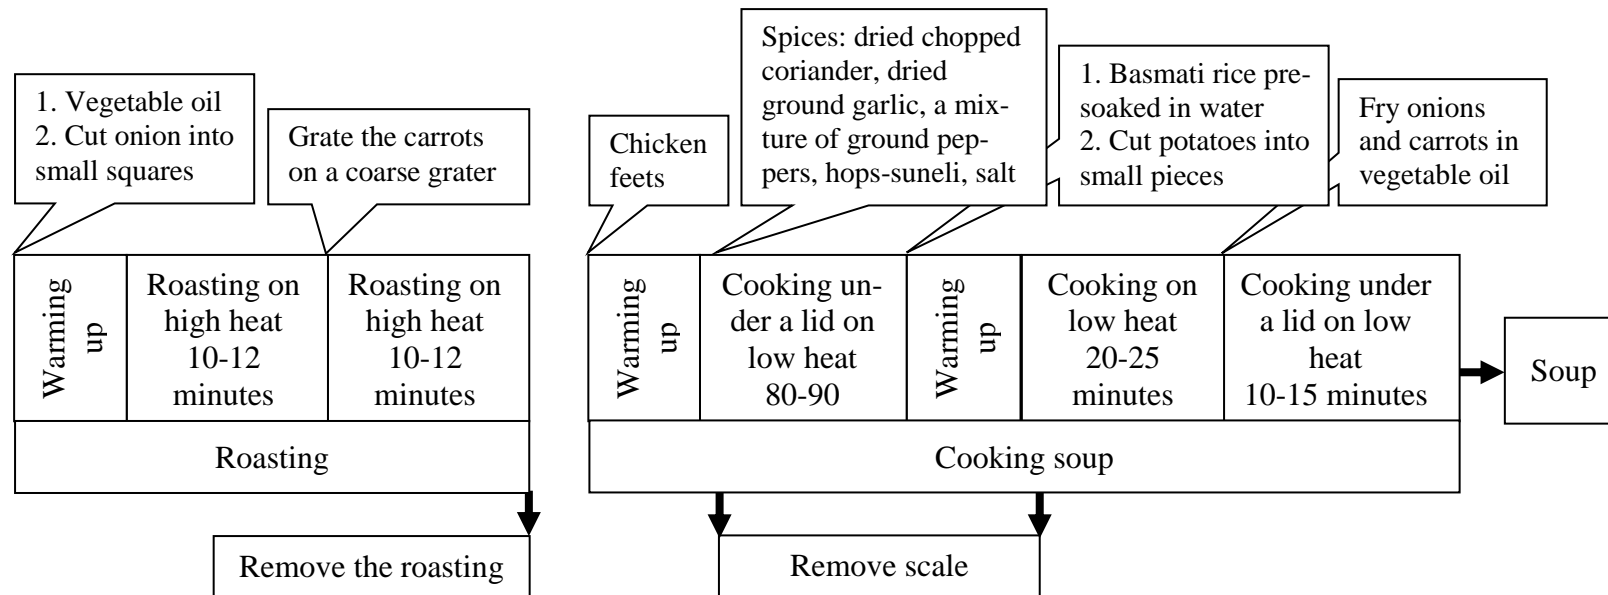 1. Vegetable oil
2. Cut onion into
small squares
Grate the carrots
on a coarse grater
Chicken
feets
Spices: dried chopped
coriander, dried
ground garlic, a mix-
ture of ground pep-
pers, hops-suneli, salt
1. Basmati rice pre-
soaked in water
2. Cut potatoes into
small pieces
Fry onions
and carrots in
vegetable oil
Warming
up
Roasting on
high heat
10-12
minutes
Roasting on
high heat
10-12
minutes
Roasting
Remove the roasting
Warming
up
Cooking un-
der a lid on
low heat
80-90
Warming
up
Cooking on
low heat
20-25
minutes
Cooking under
a lid on low
heat
10-15 minutes
Cooking soup
Remove scale
Soup